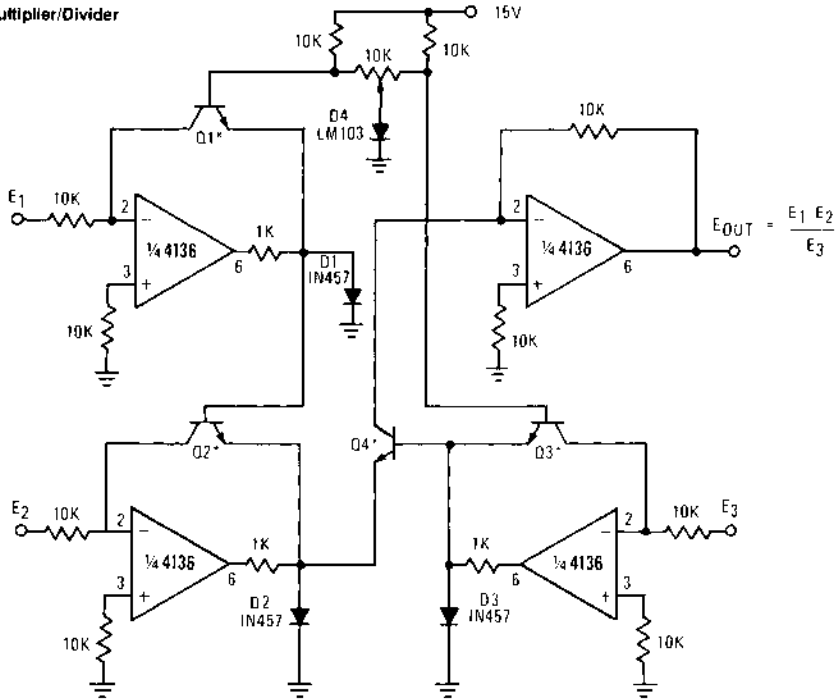 ultiplier/Divider
15V
10K
10K
10K
Q1*
D4
LM103
10K
E1
10K
2
−
¼ 4136
3
+
6
1K
D1
IN457
10K
2
−
¼ 4136
3
+
6
EOUT = E1 E2 / E3
10K
10K
Q2*
Q4*
Q3*
E2
10K
2
−
¼ 4136
3
+
6
1K
D2
IN457
10K
D3
IN457
1K
6
¼ 4136
2
−
3
+
10K
E3
10K